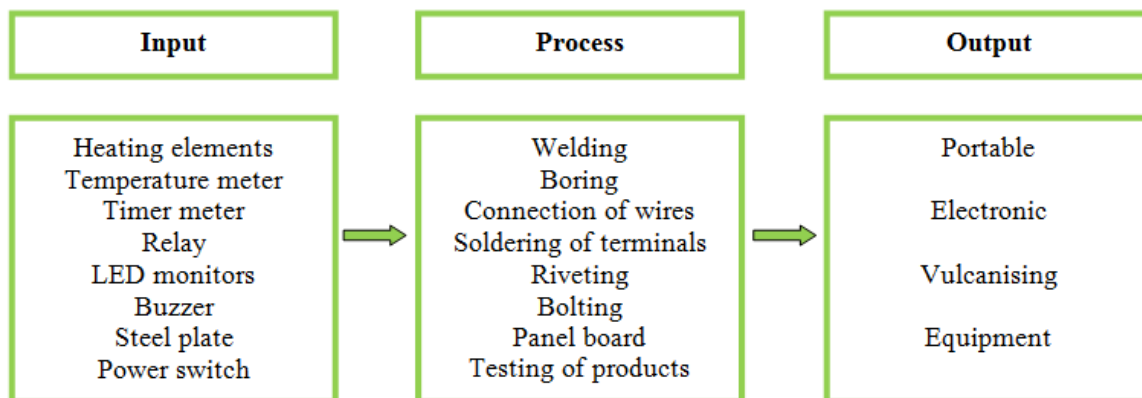 Input
Process
Output
Heating elements
Temperature meter
Timer meter
Relay
LED monitors
Buzzer
Steel plate
Power switch
Welding
Boring
Connection of wires
Soldering of terminals
Riveting
Bolting
Panel board
Testing of products
Portable
Electronic
Vulcanising
Equipment